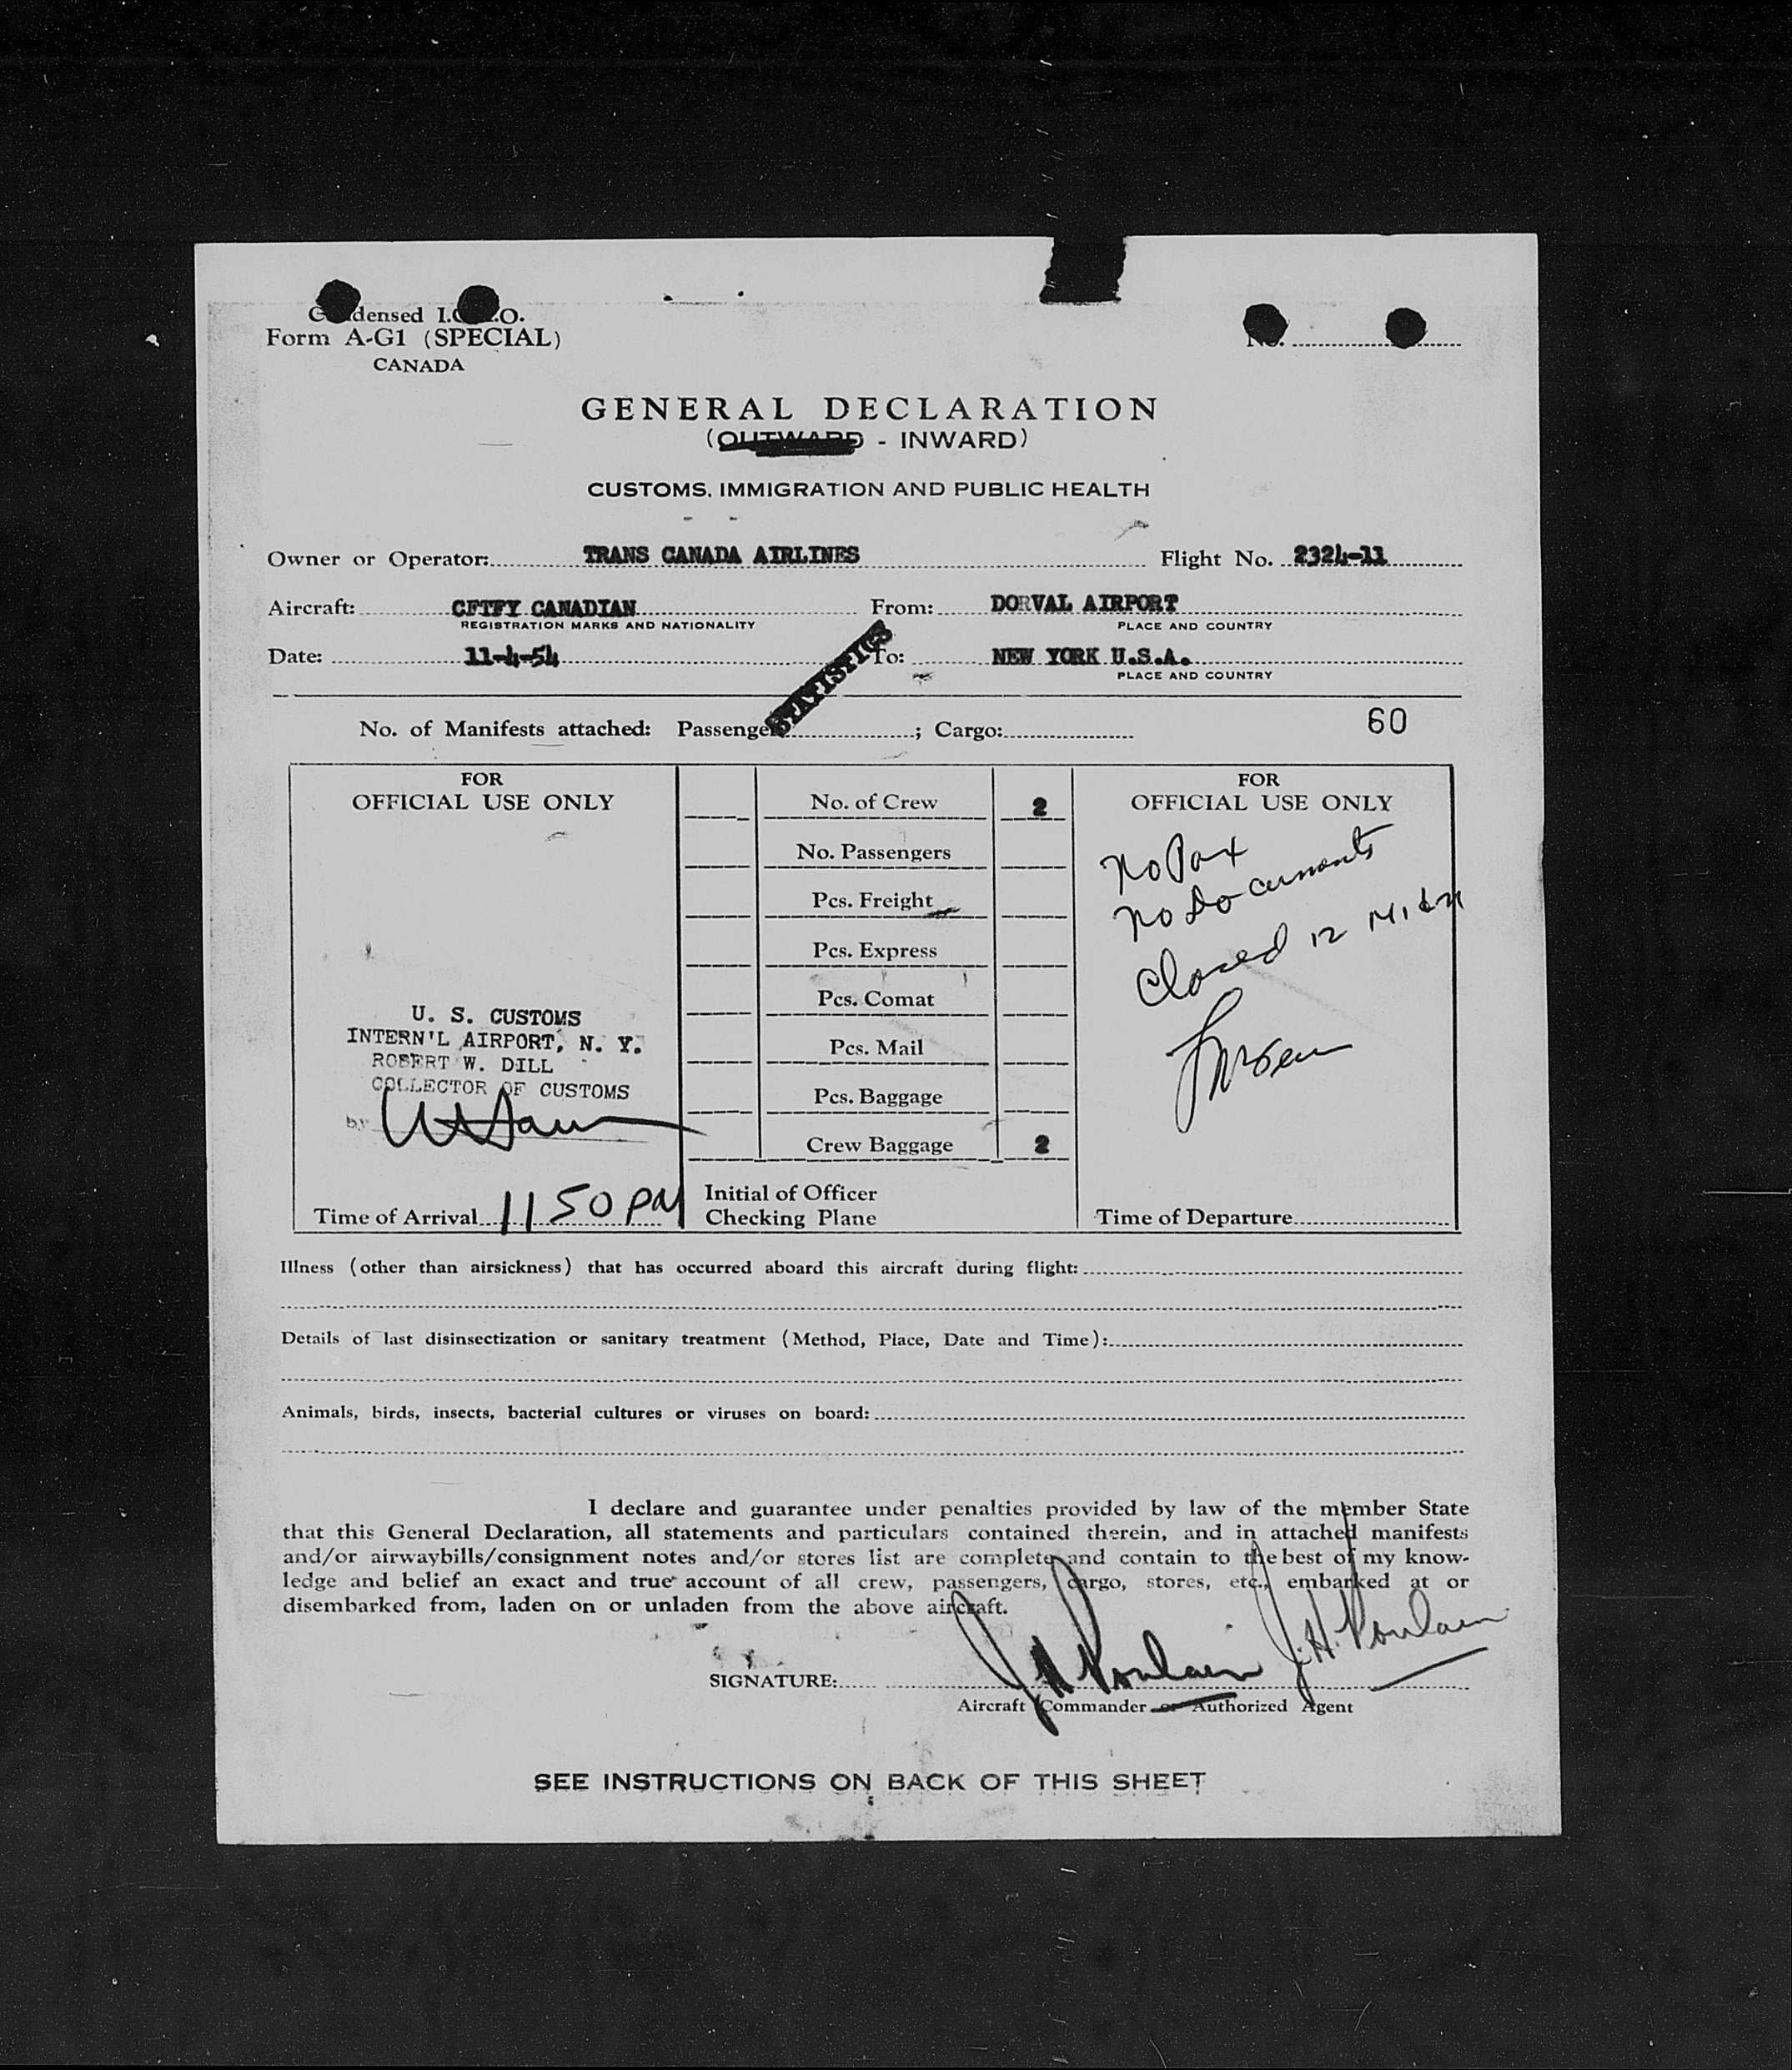 Condensed I.C.A.O.
Form A-G1 (SPECIAL)
CANADA
No.
GENERAL DECLARATION
(OUTWARD - INWARD)
CUSTOMS, IMMIGRATION AND PUBLIC HEALTH
Owner or Operator: TRANS CANADA AIRLINES Flight No. 2324-11
Aircraft: CFTFY CANADIAN From: DORVAL AIRPORT
REGISTRATION MARKS AND NATIONALITY PLACE AND COUNTRY
Date: 11-4-54 To: NEW YORK U.S.A.
PLACE AND COUNTRY
STATISTICS
No. of Manifests attached: Passenger ; Cargo: 60
FOR
OFFICIAL USE ONLY
U. S. CUSTOMS
INTERN'L AIRPORT, N. Y.
ROBERT W. DILL
COLLECTOR OF CUSTOMS
by
Time of Arrival 11 50 PM
No. of Crew 2
No. Passengers
Pcs. Freight
Pcs. Express
Pcs. Comat
Pcs. Mail
Pcs. Baggage
Crew Baggage 2
Initial of Officer
Checking Plane
FOR
OFFICIAL USE ONLY
No Pax
No Documents
Closed 12 Midn
Time of Departure
Illness (other than airsickness) that has occurred aboard this aircraft during flight:
Details of last disinsectization or sanitary treatment (Method, Place, Date and Time):
Animals, birds, insects, bacterial cultures or viruses on board:
I declare and guarantee under penalties provided by law of the member State
that this General Declaration, all statements and particulars contained therein, and in attached manifests
and/or airwaybills/consignment notes and/or stores list are complete and contain to the best of my know-
ledge and belief an exact and true account of all crew, passengers, cargo, stores, etc., embarked at or
disembarked from, laden on or unladen from the above aircraft.
SIGNATURE: J H Poulain J. H. Poulain
Aircraft Commander or Authorized Agent
SEE INSTRUCTIONS ON BACK OF THIS SHEET